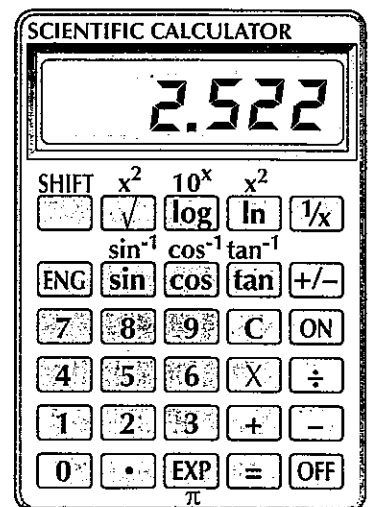 SCIENTIFIC CALCULATOR
2.522
SHIFT x² 10ˣ x²
√ log ln 1/x
sin⁻¹ cos⁻¹ tan⁻¹
ENG sin cos tan +/−
7 8 9 C ON
4 5 6 X ÷
1 2 3 + −
0 • EXP = OFF
π